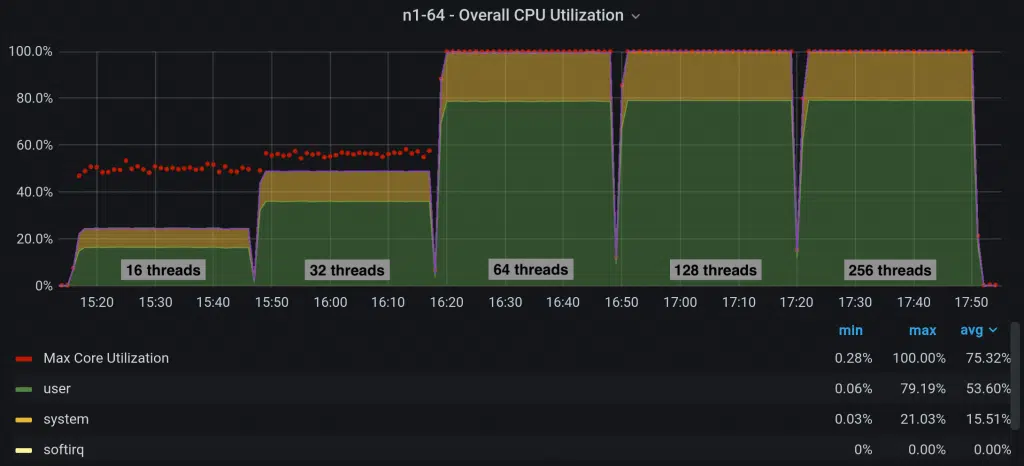 n1-64 - Overall CPU Utilization
100.0%
80.0%
60.0%
40.0%
20.0%
0%
16 threads 32 threads 64 threads 128 threads 256 threads
15:20 15:30 15:40 15:50 16:00 16:10 16:20 16:30 16:40 16:50 17:00 17:10 17:20 17:30 17:40 17:50
min max avg
Max Core Utilization 0.28% 100.00% 75.32%
user 0.06% 79.19% 53.60%
system 0.03% 21.03% 15.51%
softirq 0% 0.00% 0.00%